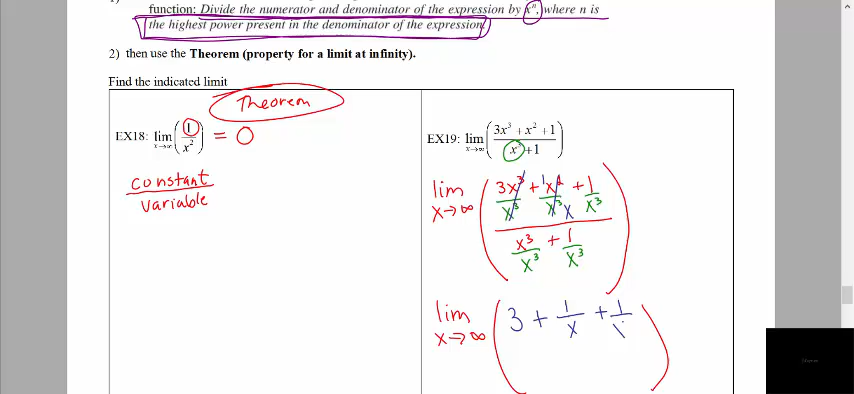 function: Divide the numerator and denominator of the expression by xⁿ, where n is
the highest power present in the denominator of the expression
2) then use the Theorem (property for a limit at infinity).
Find the indicated limit
Theorem
EX18: lim x→∞ (1/x²) = 0
constant/variable
EX19: lim x→∞ ((3x³ + x² + 1)/(x³ + 1))
lim x→∞ ((3x³/x³ + 1x²/x³ x + 1/x³)/(x³/x³ + 1/x³))
lim x→∞ (3 + 1/x + 1/